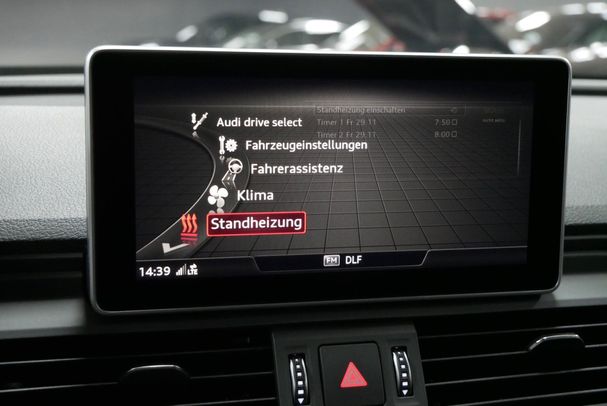 Standheizung einschalten
Timer 1 Fr 29.11 7:50
Timer 2 Fr 29.11 8:00
Audi drive select
Fahrzeugeinstellungen
Fahrerassistenz
Klima
Standheizung
14:39 LTE
FM DLF